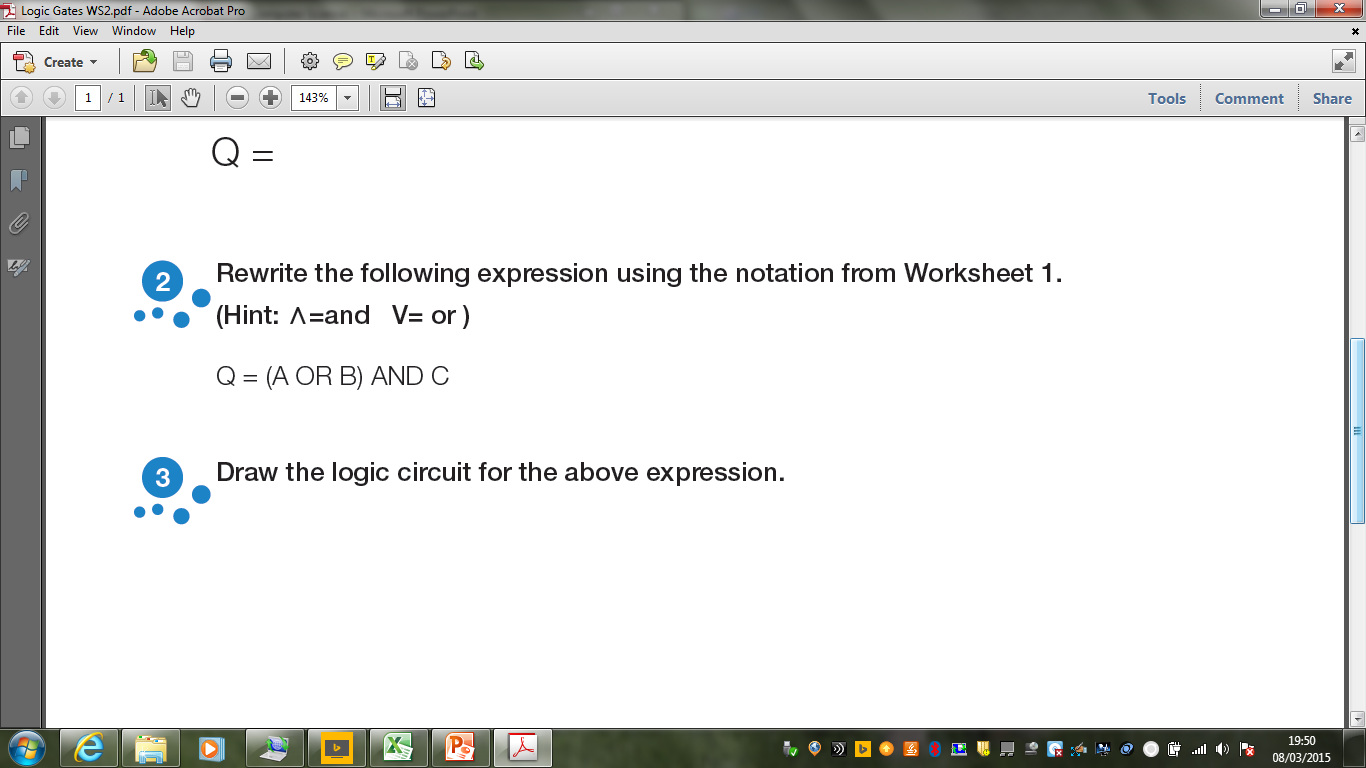 Logic Gates WS2.pdf - Adobe Acrobat Pro
File Edit View Window Help
Create
1 / 1 143% Tools Comment Share
Q =
2 Rewrite the following expression using the notation from Worksheet 1.
(Hint: ∧=and V= or )
Q = (A OR B) AND C
3 Draw the logic circuit for the above expression.
19:50
08/03/2015